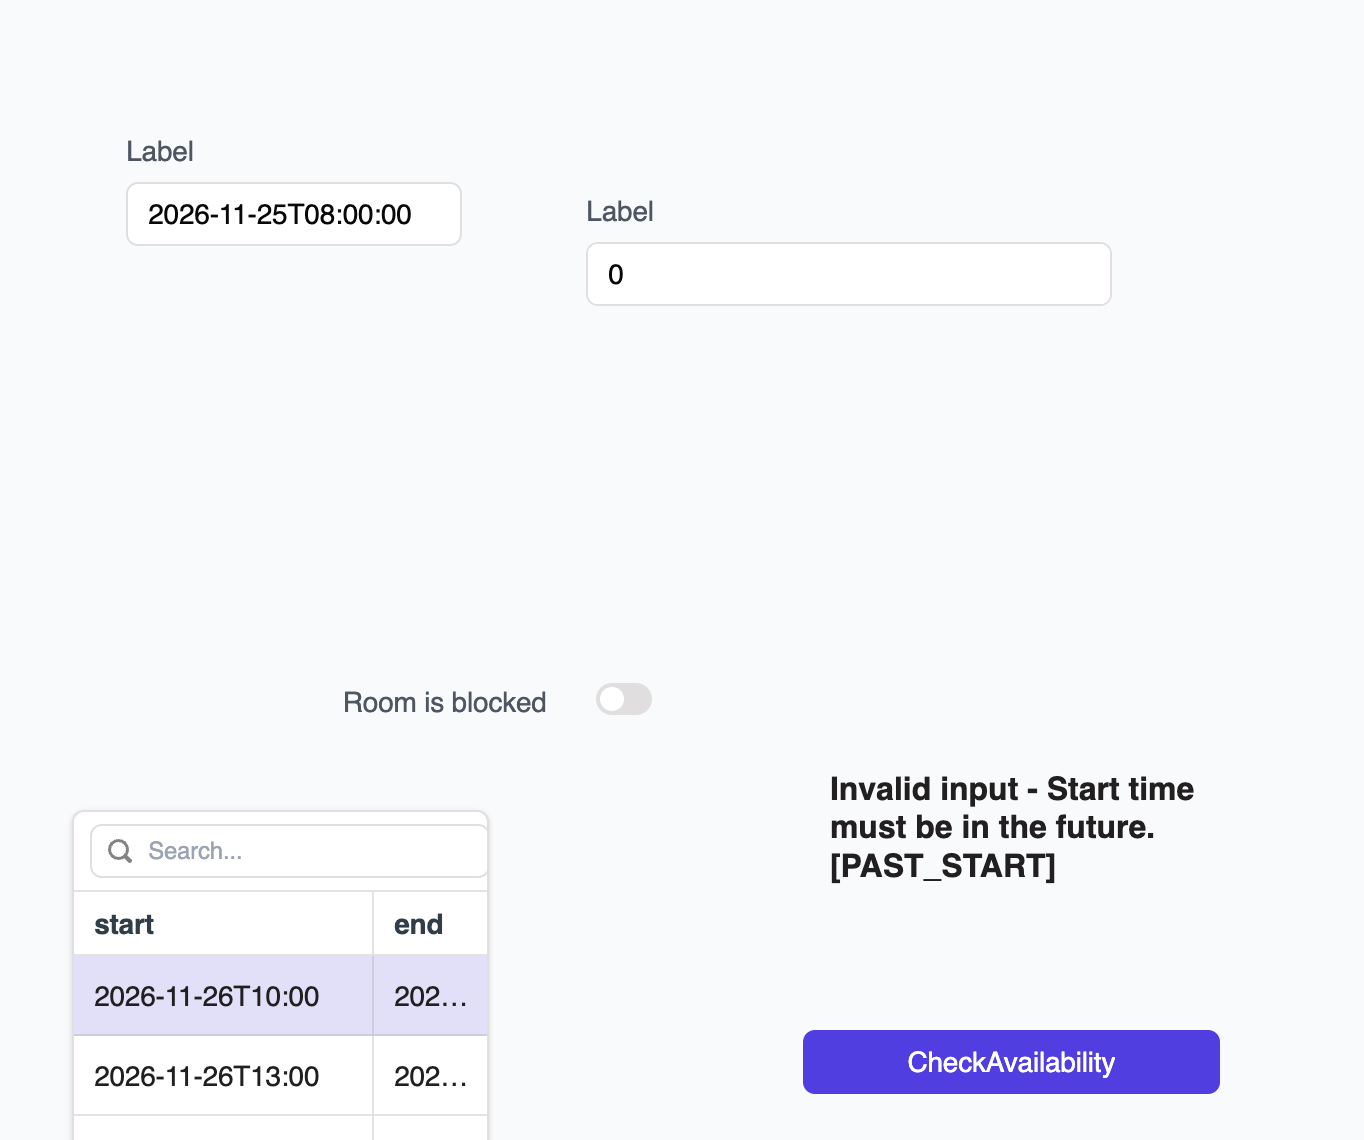 Label
2026-11-25T08:00:00
Label
0
Room is blocked
Invalid input - Start time
must be in the future.
[PAST_START]
Search...
start end
2026-11-26T10:00 202...
2026-11-26T13:00 202...
CheckAvailability